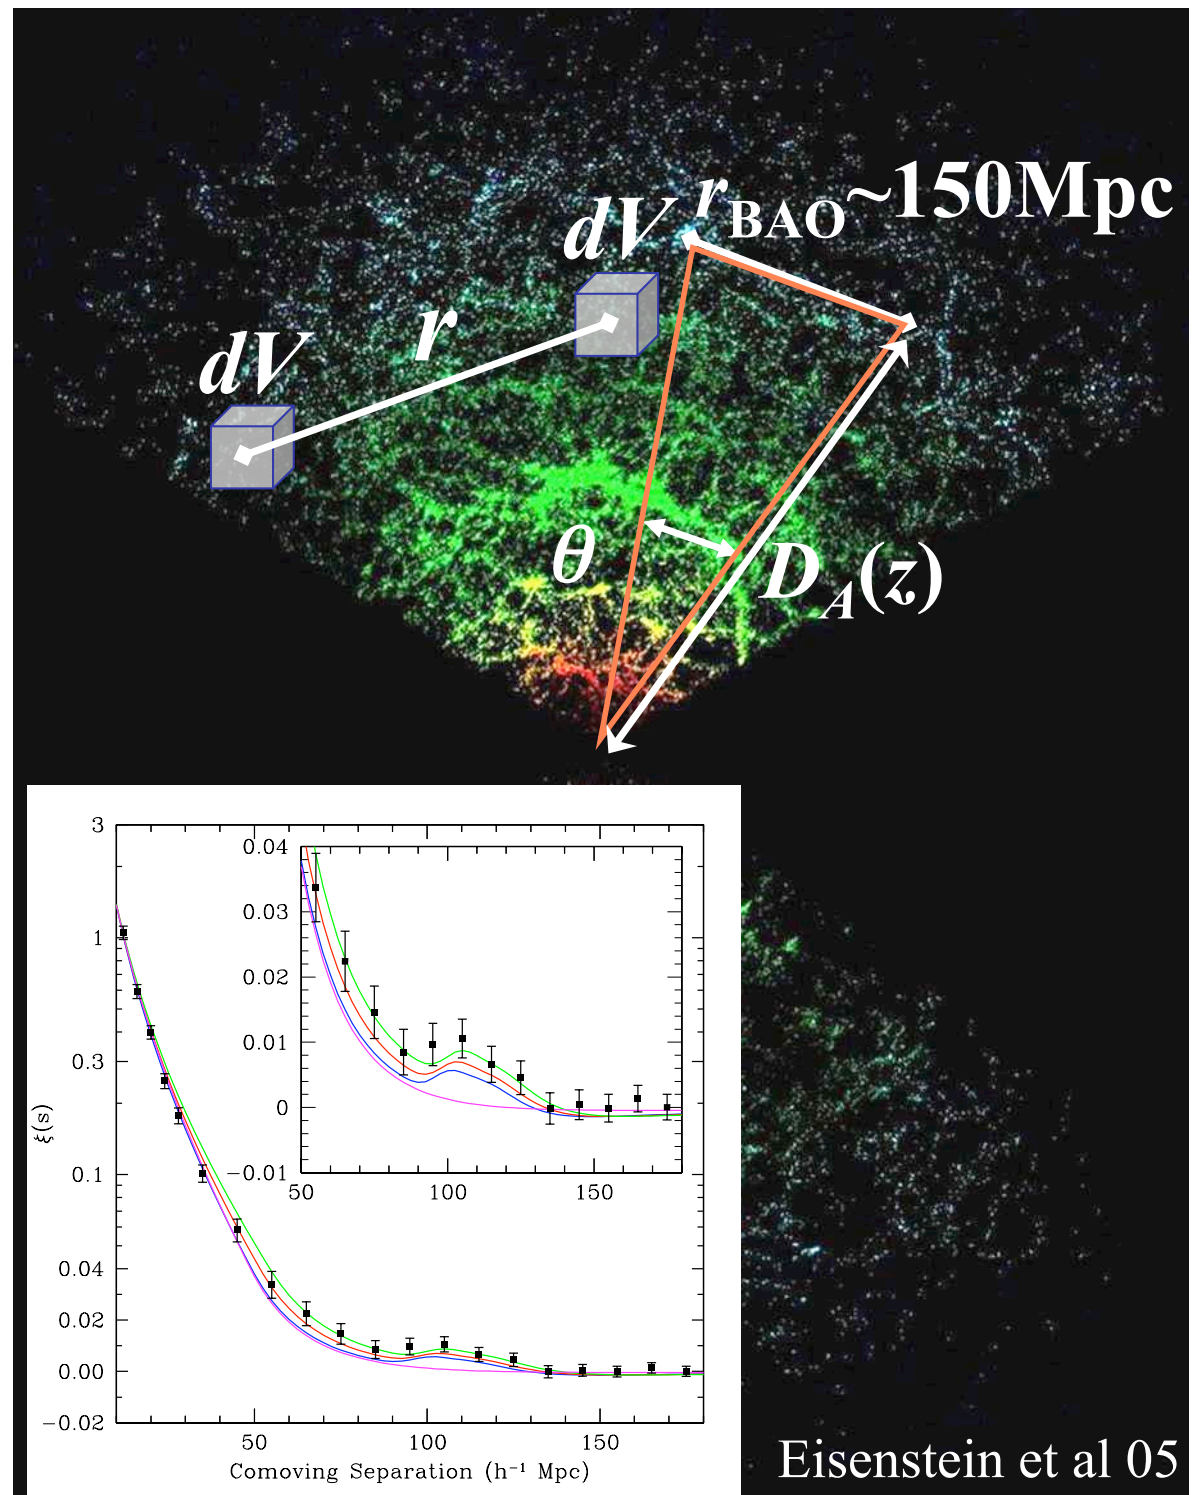 r_BAO~150Mpc
dV
r
dV
θ
D_A(z)
3
1
0.3
0.1
0.04
0.02
0.00
−0.02
ξ(s)
0.04
0.03
0.02
0.01
0
−0.01
50 100 150
50 100 150
Comoving Separation (h⁻¹ Mpc)
Eisenstein et al 05